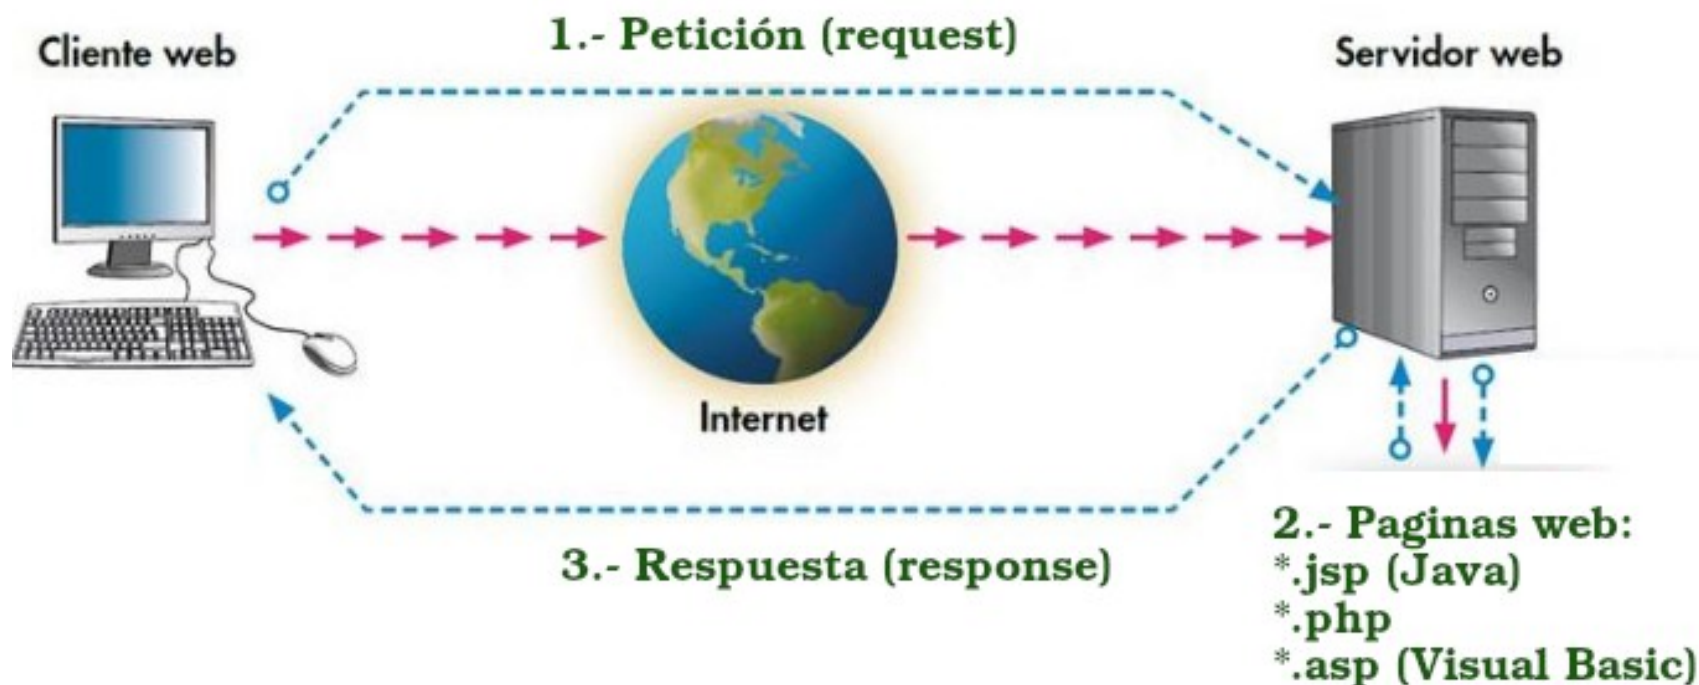 1.- Petición (request)
Cliente web
Servidor web
Internet
3.- Respuesta (response)
2.- Paginas web:
*.jsp (Java)
*.php
*.asp (Visual Basic)